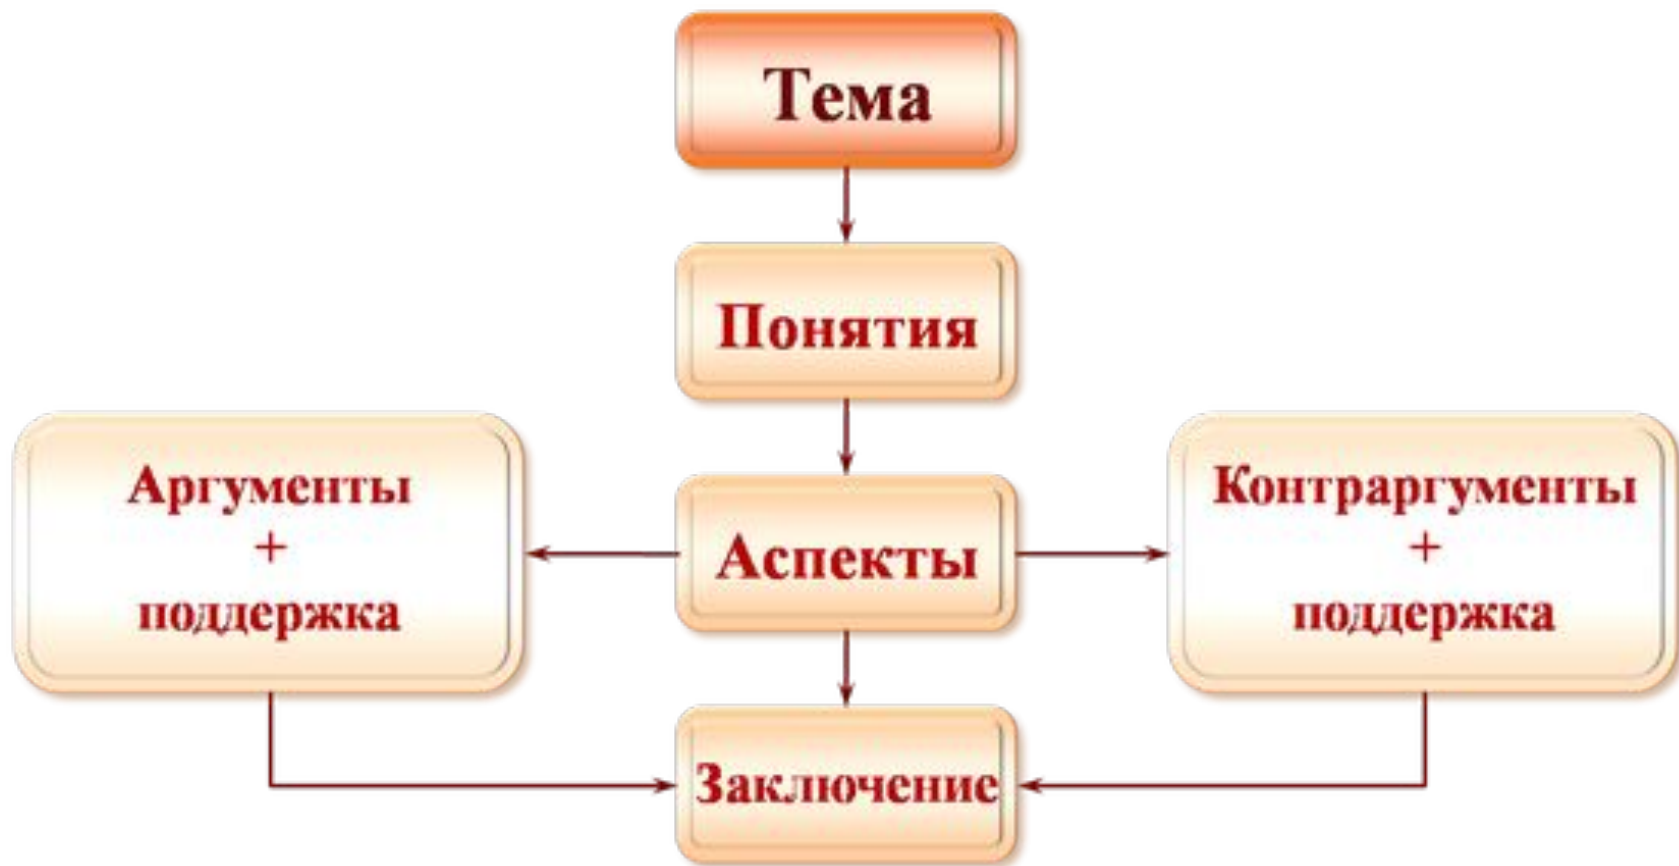 Тема
Понятия
Аргументы
+
поддержка
Аспекты
Контраргументы
+
поддержка
Заключение